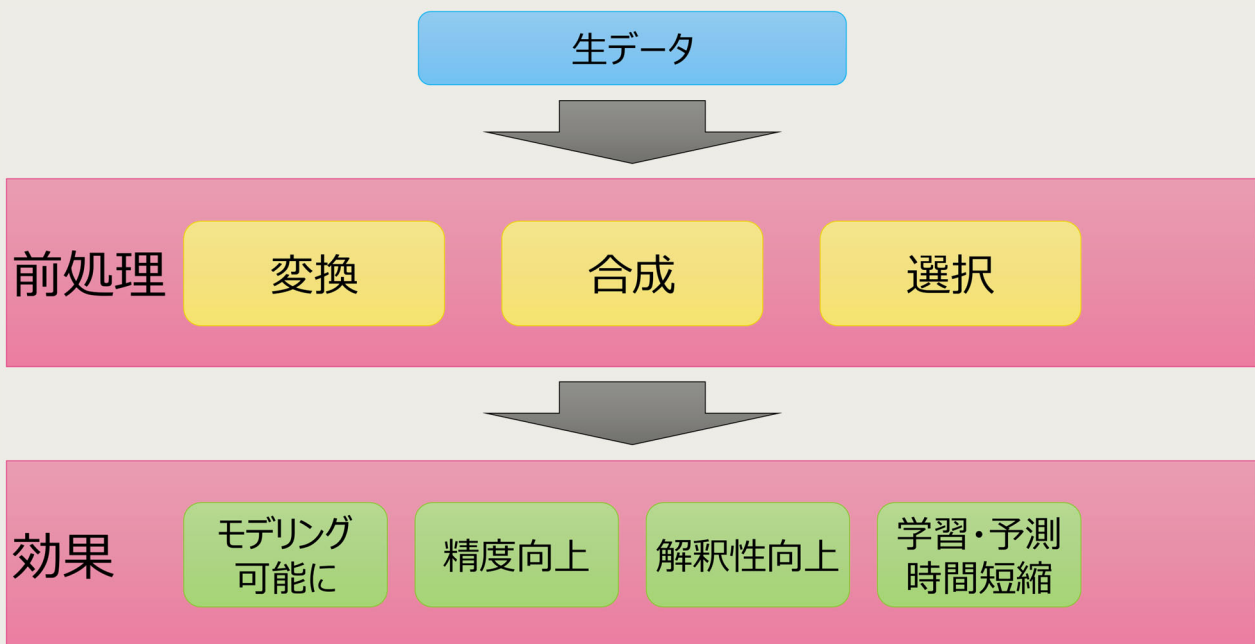 生データ
前処理
変換
合成
選択
効果
モデリング
可能に
精度向上
解釈性向上
学習・予測
時間短縮